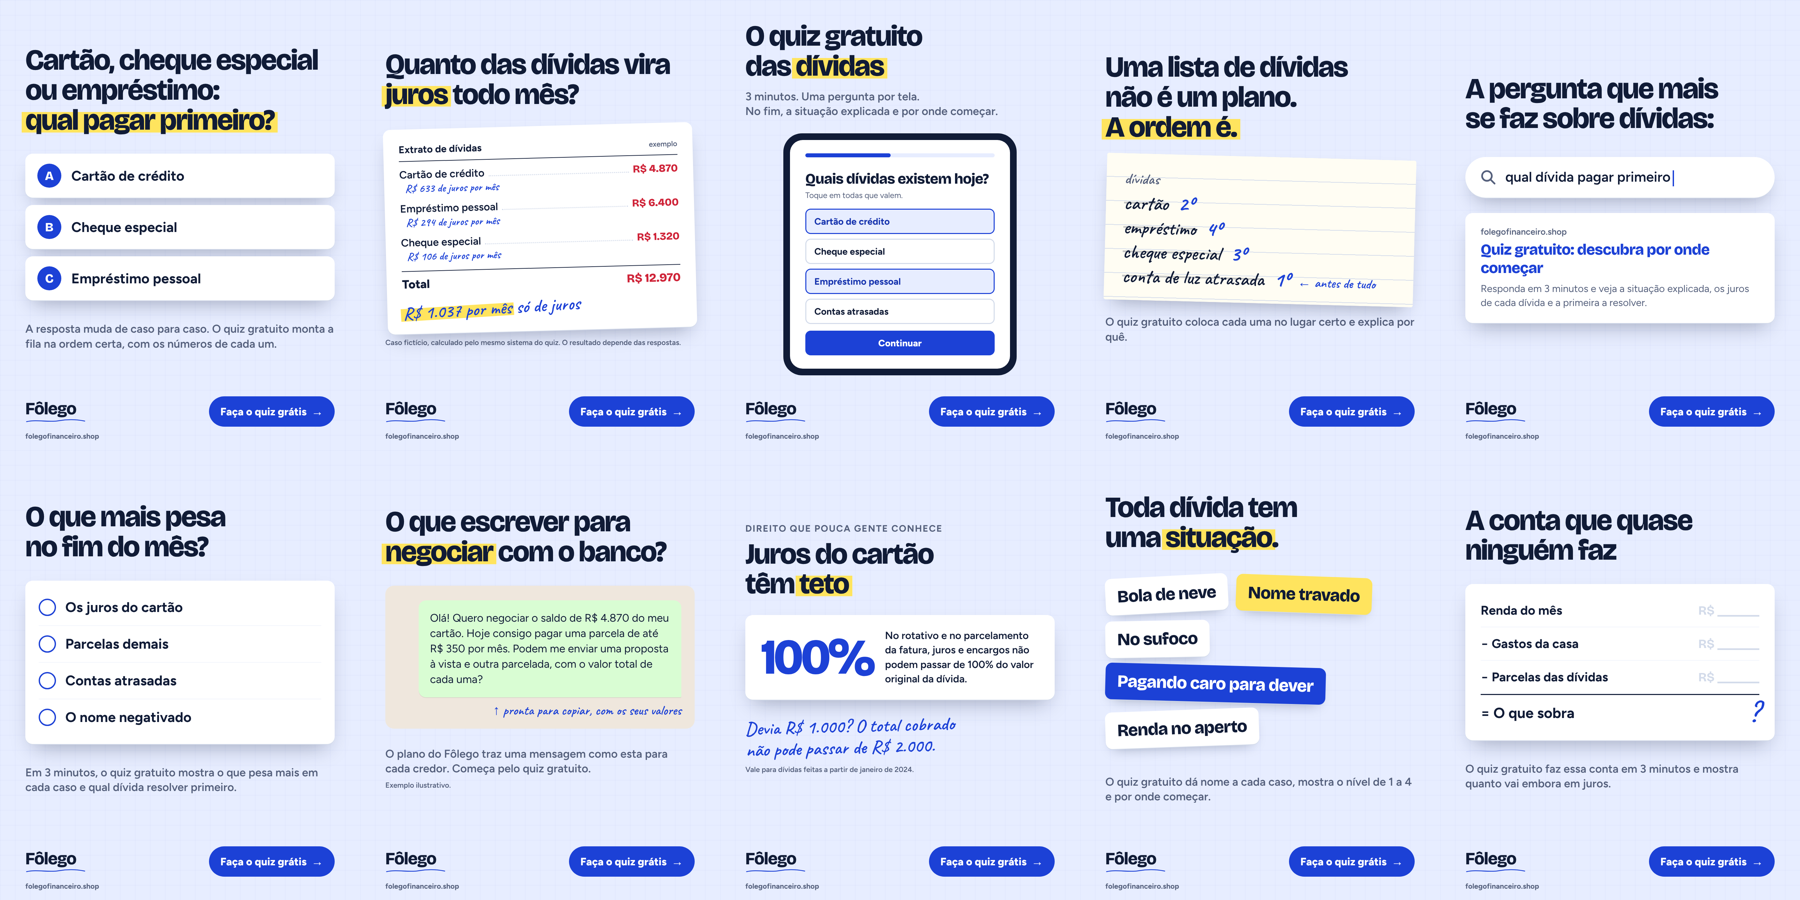 Cartão, cheque especial
ou empréstimo:
qual pagar primeiro?
A Cartão de crédito
B Cheque especial
C Empréstimo pessoal
A resposta muda de caso para caso. O quiz gratuito monta a
fila na ordem certa, com os números de cada um.
Fôlego
folegofinanceiro.shop
Faça o quiz grátis →
Quanto das dívidas vira
juros todo mês?
Extrato de dívidas exemplo
Cartão de crédito R$ 4.870
R$ 633 de juros por mês
Empréstimo pessoal R$ 6.400
R$ 294 de juros por mês
Cheque especial R$ 1.320
R$ 106 de juros por mês
Total R$ 12.970
R$ 1.037 por mês só de juros
Caso fictício, calculado pelo mesmo sistema do quiz. O resultado depende das respostas.
Fôlego
folegofinanceiro.shop
Faça o quiz grátis →
O quiz gratuito
das dívidas
3 minutos. Uma pergunta por tela.
No fim, a situação explicada e por onde começar.
Quais dívidas existem hoje?
Toque em todas que valem.
Cartão de crédito
Cheque especial
Empréstimo pessoal
Contas atrasadas
Continuar
Fôlego
folegofinanceiro.shop
Faça o quiz grátis →
Uma lista de dívidas
não é um plano.
A ordem é.
dívidas
cartão 2º
empréstimo 4º
cheque especial 3º
conta de luz atrasada 1º ← antes de tudo
O quiz gratuito coloca cada uma no lugar certo e explica por
quê.
Fôlego
folegofinanceiro.shop
Faça o quiz grátis →
A pergunta que mais
se faz sobre dívidas:
qual dívida pagar primeiro
folegofinanceiro.shop
Quiz gratuito: descubra por onde
começar
Responda em 3 minutos e veja a situação explicada, os juros
de cada dívida e a primeira a resolver.
Fôlego
folegofinanceiro.shop
Faça o quiz grátis →
O que mais pesa
no fim do mês?
Os juros do cartão
Parcelas demais
Contas atrasadas
O nome negativado
Em 3 minutos, o quiz gratuito mostra o que pesa mais em
cada caso e qual dívida resolver primeiro.
Fôlego
folegofinanceiro.shop
Faça o quiz grátis →
O que escrever para
negociar com o banco?
Olá! Quero negociar o saldo de R$ 4.870 do meu
cartão. Hoje consigo pagar uma parcela de até
R$ 350 por mês. Podem me enviar uma proposta
à vista e outra parcelada, com o valor total de
cada uma?
↑ pronta para copiar, com os seus valores
O plano do Fôlego traz uma mensagem como esta para
cada credor. Começa pelo quiz gratuito.
Exemplo ilustrativo.
Fôlego
folegofinanceiro.shop
Faça o quiz grátis →
DIREITO QUE POUCA GENTE CONHECE
Juros do cartão
têm teto
100%
No rotativo e no parcelamento
da fatura, juros e encargos não
podem passar de 100% do valor
original da dívida.
Devia R$ 1.000? O total cobrado
não pode passar de R$ 2.000.
Vale para dívidas feitas a partir de janeiro de 2024.
Fôlego
folegofinanceiro.shop
Faça o quiz grátis →
Toda dívida tem
uma situação.
Bola de neve
Nome travado
No sufoco
Pagando caro para dever
Renda no aperto
O quiz gratuito dá nome a cada caso, mostra o nível de 1 a 4
e por onde começar.
Fôlego
folegofinanceiro.shop
Faça o quiz grátis →
A conta que quase
ninguém faz
Renda do mês R$ ____
− Gastos da casa R$ ____
− Parcelas das dívidas R$ ____
= O que sobra ?
O quiz gratuito faz essa conta em 3 minutos e mostra
quanto vai embora em juros.
Fôlego
folegofinanceiro.shop
Faça o quiz grátis →